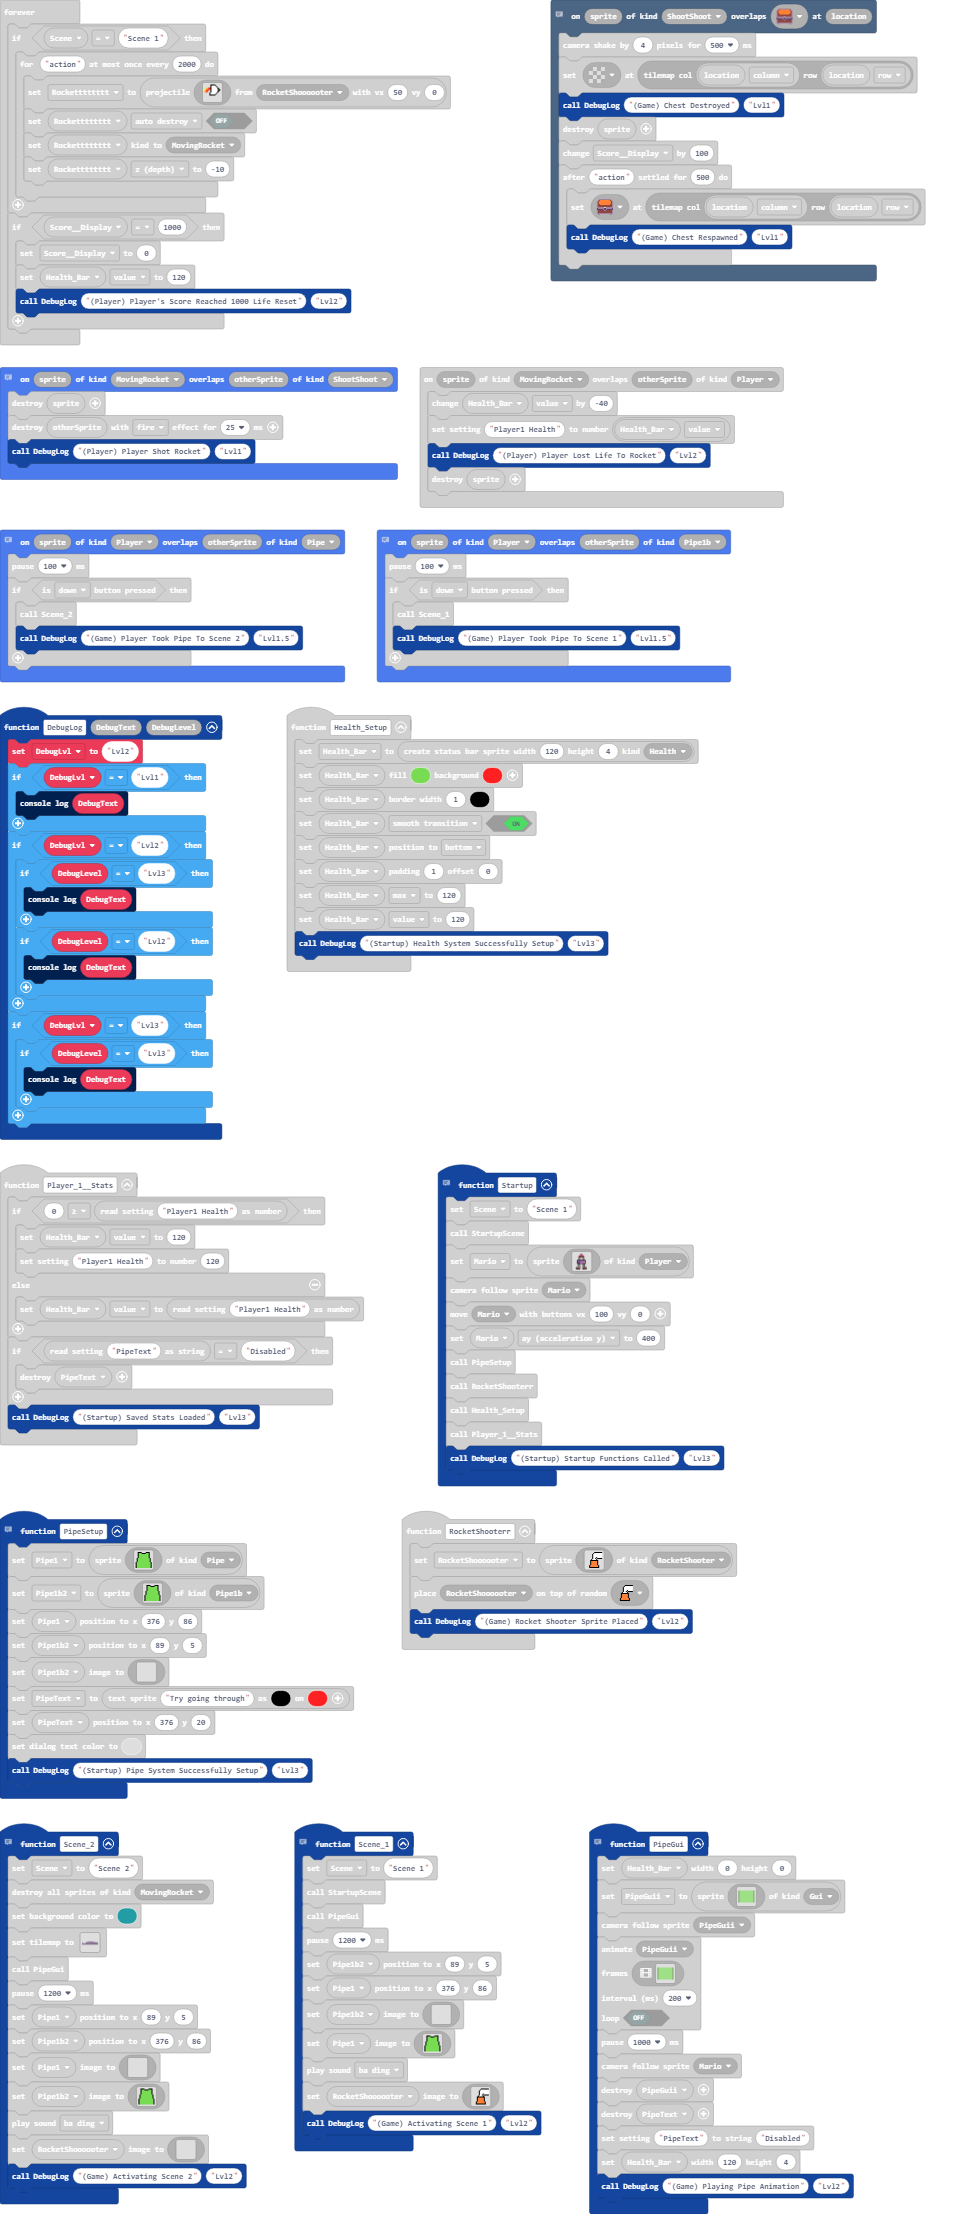 forever
if Scene = "Scene 1" then
for "action" at most once every 2000 do
set Rocketttttttt to projectile from RocketShoooooter with vx 50 vy 0
set Rocketttttttt auto destroy OFF
set Rocketttttttt kind to MovingRocket
set Rocketttttttt z (depth) to -10
if Score__Display = 1000 then
set Score__Display to 0
set Health_Bar value to 120
call DebugLog "(Player) Player's Score Reached 1000 Life Reset" "Lvl2"
on sprite of kind ShootShoot overlaps at location
camera shake by 4 pixels for 500 ms
set at tilemap col location column row location row
call DebugLog "(Game) Chest Destroyed" "Lvl1"
destroy sprite
change Score__Display by 100
after "action" settled for 500 do
set at tilemap col location column row location row
call DebugLog "(Game) Chest Respawned" "Lvl1"
on sprite of kind MovingRocket overlaps otherSprite of kind ShootShoot
destroy sprite
destroy otherSprite with fire effect for 25 ms
call DebugLog "(Player) Player Shot Rocket" "Lvl1"
on sprite of kind MovingRocket overlaps otherSprite of kind Player
change Health_Bar value by -40
set setting "Player1 Health" to number Health_Bar value
call DebugLog "(Player) Player Lost Life To Rocket" "Lvl2"
destroy sprite
on sprite of kind Player overlaps otherSprite of kind Pipe
pause 100 ms
if is down button pressed then
call Scene_2
call DebugLog "(Game) Player Took Pipe To Scene 2" "Lvl1.5"
on sprite of kind Player overlaps otherSprite of kind Pipe1b
pause 100 ms
if is down button pressed then
call Scene_1
call DebugLog "(Game) Player Took Pipe To Scene 1" "Lvl1.5"
function DebugLog DebugText DebugLevel
set DebugLvl to "Lvl2"
if DebugLvl = "Lvl1" then
console log DebugText
if DebugLvl = "Lvl2" then
if DebugLevel = "Lvl3" then
console log DebugText
if DebugLevel = "Lvl2" then
console log DebugText
if DebugLvl = "Lvl3" then
if DebugLevel = "Lvl3" then
console log DebugText
function Health_Setup
set Health_Bar to create status bar sprite width 120 height 4 kind Health
set Health_Bar fill background
set Health_Bar border width 1
set Health_Bar smooth transition ON
set Health_Bar position to bottom
set Health_Bar padding 1 offset 0
set Health_Bar max to 120
set Health_Bar value to 120
call DebugLog "(Startup) Health System Successfully Setup" "Lvl3"
function Player_1__Stats
if 0 ≥ read setting "Player1 Health" as number then
set Health_Bar value to 120
set setting "Player1 Health" to number 120
else
set Health_Bar value to read setting "Player1 Health" as number
if read setting "PipeText" as string = "Disabled" then
destroy PipeText
call DebugLog "(Startup) Saved Stats Loaded" "Lvl3"
function Startup
set Scene to "Scene 1"
call StartupScene
set Mario to sprite of kind Player
camera follow sprite Mario
move Mario with buttons vx 100 vy 0
set Mario ay (acceleration y) to 400
call PipeSetup
call RocketShooterr
call Health_Setup
call Player_1__Stats
call DebugLog "(Startup) Startup Functions Called" "Lvl3"
function PipeSetup
set Pipe1 to sprite of kind Pipe
set Pipe1b2 to sprite of kind Pipe1b
set Pipe1 position to x 376 y 86
set Pipe1b2 position to x 89 y 5
set Pipe1b2 image to
set PipeText to text sprite "Try going through" as on
set PipeText position to x 376 y 20
set dialog text color to
call DebugLog "(Startup) Pipe System Successfully Setup" "Lvl3"
function RocketShooterr
set RocketShoooooter to sprite of kind RocketShooter
place RocketShoooooter on top of random
call DebugLog "(Game) Rocket Shooter Sprite Placed" "Lvl2"
function Scene_2
set Scene to "Scene 2"
destroy all sprites of kind MovingRocket
set background color to
set tilemap to
call PipeGui
pause 1200 ms
set Pipe1 position to x 89 y 5
set Pipe1b2 position to x 376 y 86
set Pipe1 image to
set Pipe1b2 image to
play sound ba ding
set RocketShoooooter image to
call DebugLog "(Game) Activating Scene 2" "Lvl2"
function Scene_1
set Scene to "Scene 1"
call StartupScene
call PipeGui
pause 1200 ms
set Pipe1b2 position to x 89 y 5
set Pipe1 position to x 376 y 86
set Pipe1b2 image to
set Pipe1 image to
play sound ba ding
set RocketShoooooter image to
call DebugLog "(Game) Activating Scene 1" "Lvl2"
function PipeGui
set Health_Bar width 0 height 0
set PipeGuii to sprite of kind Gui
camera follow sprite PipeGuii
animate PipeGuii
frames
interval (ms) 200
loop OFF
pause 1000 ms
camera follow sprite Mario
destroy PipeGuii
destroy PipeText
set setting "PipeText" to string "Disabled"
set Health_Bar width 120 height 4
call DebugLog "(Game) Playing Pipe Animation" "Lvl2"